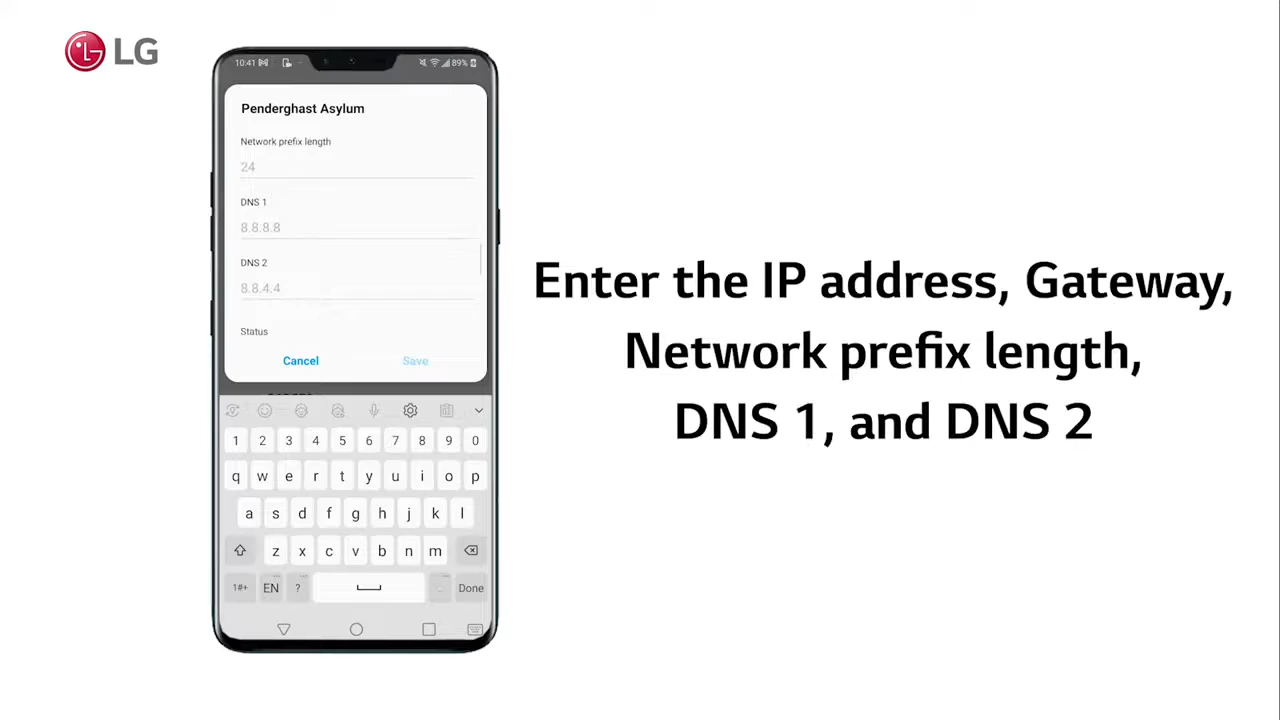 LG
10:41
89%
Penderghast Asylum
Network prefix length
24
DNS 1
8.8.8.8
DNS 2
8.8.4.4
Status
Cancel Save
1 2 3 4 5 6 7 8 9 0
q w e r t y u i o p
a s d f g h j k l
z x c v b n m
1#+ EN ? Done
Enter the IP address, Gateway,
Network prefix length,
DNS 1, and DNS 2